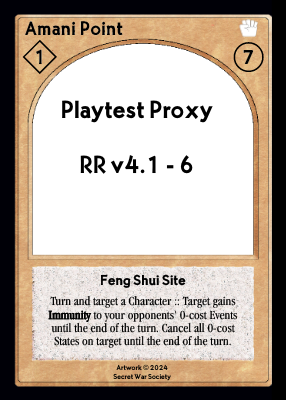 Amani Point
1
7
Playtest Proxy
RR v4.1 - 6
Feng Shui Site
Turn and target a Character :: Target gains
Immunity to your opponents' 0-cost Events
until the end of the turn. Cancel all 0-cost
States on target until the end of the turn.
Artwork © 2024
Secret War Society